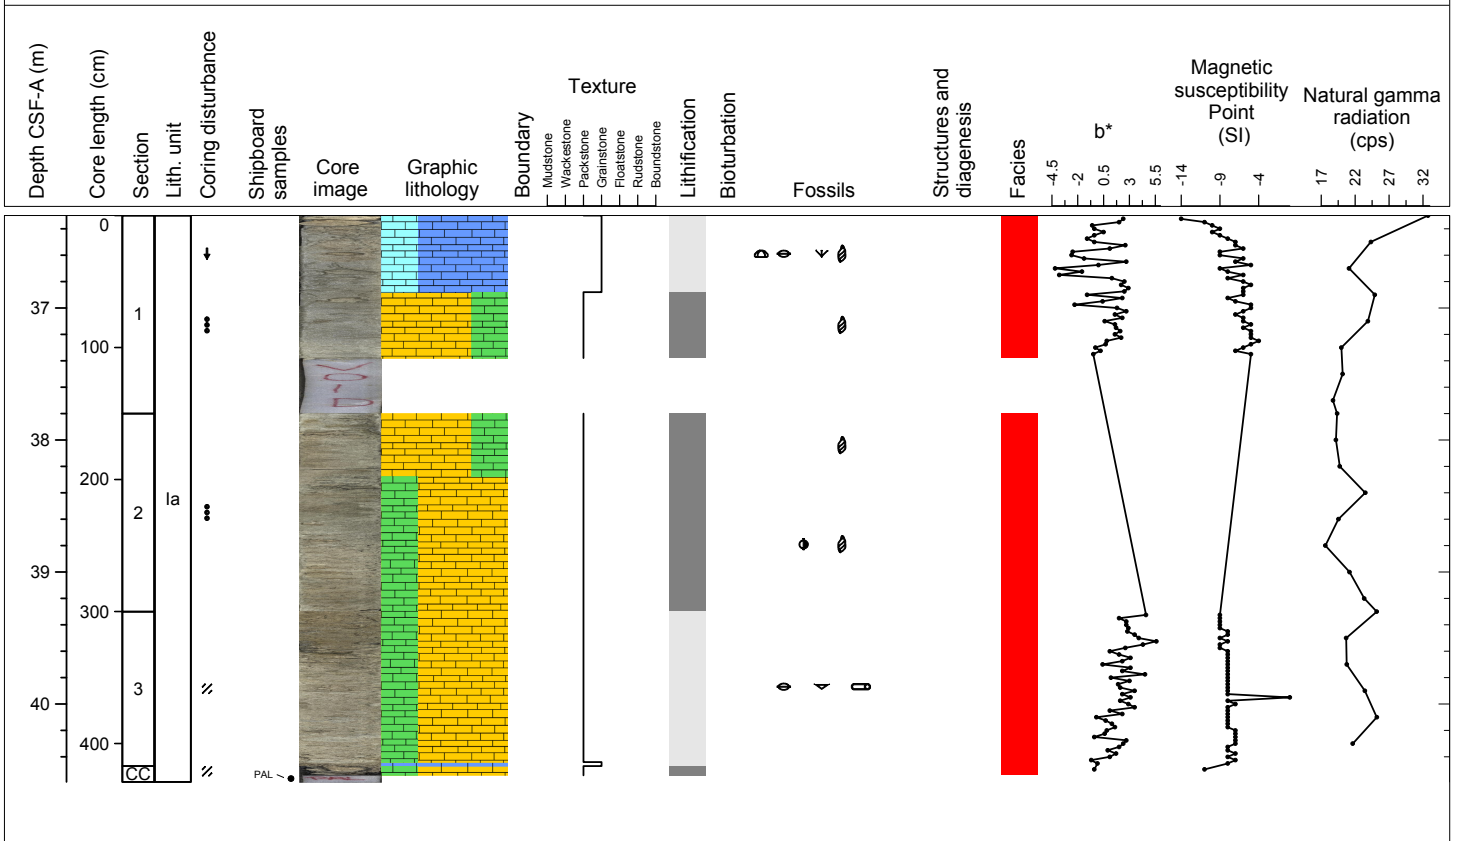 Depth CSF-A (m)
Core length (cm)
Section
Lith. unit
Coring disturbance
Shipboard
samples
Core
image
Graphic
lithology
Boundary
Texture
Mudstone
Wackestone
Packstone
Grainstone
Floatstone
Rudstone
Boundstone
Lithification
Bioturbation
Fossils
Structures and
diagenesis
Facies
b*
-4.5 -2 0.5 3 5.5
Magnetic
susceptibility
Point
(SI)
-14 -9 -4
Natural gamma
radiation
(cps)
17 22 27 32
37
38
39
40
0
100
200
300
400
1
2
3
CC
Ia
PAL